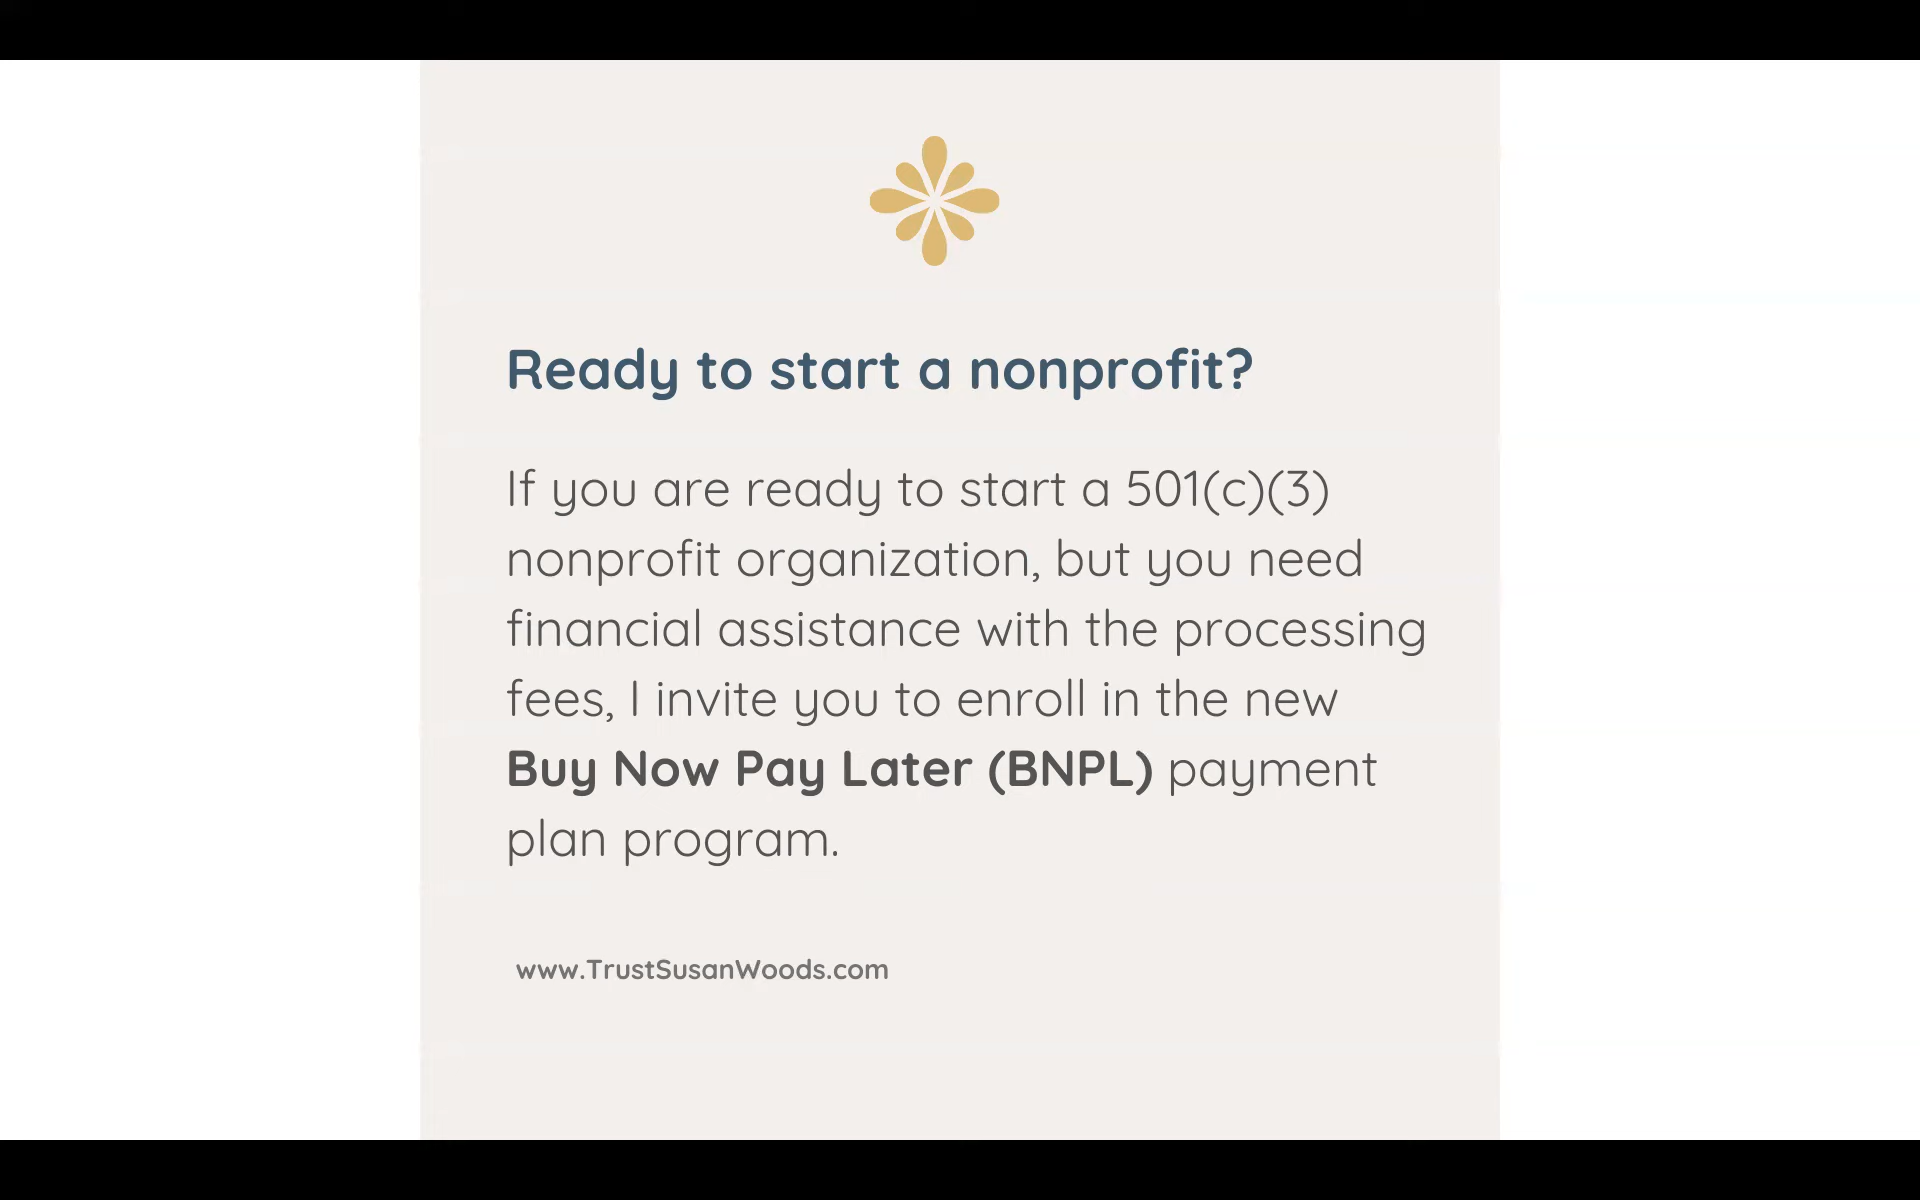 Ready to start a nonprofit?
If you are ready to start a 501(c)(3)
nonprofit organization, but you need
financial assistance with the processing
fees, I invite you to enroll in the new
Buy Now Pay Later (BNPL) payment
plan program.
www.TrustSusanWoods.com